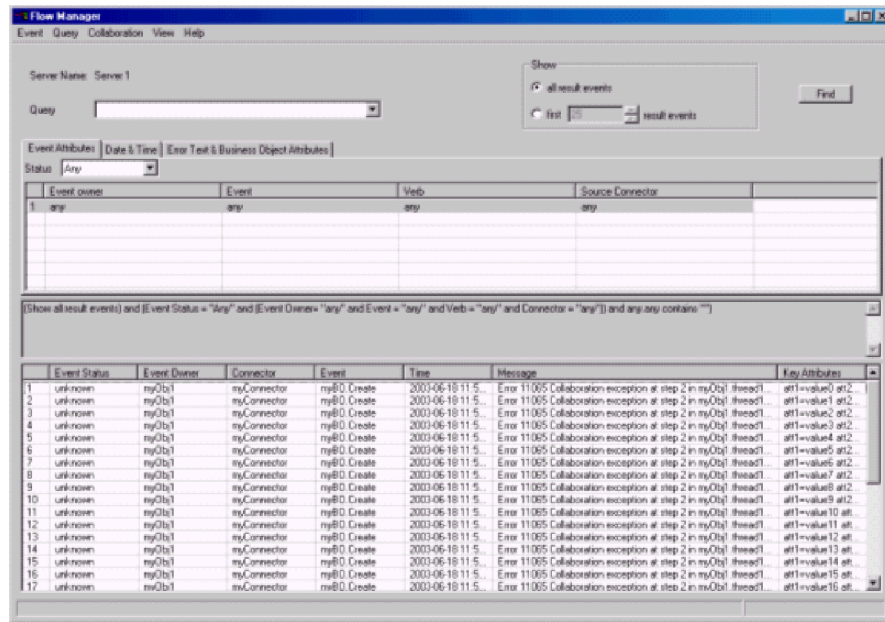 Flow Manager
Event Query Collaboration View Help
Server Name: Server1
Query
Show
all result events
first 25 result events
Find
Event Attributes Date & Time Error Text & Business Object Attributes
Status Any
Event owner Event Verb Source Connector
1 any any any any
(Show all result events) and (Event Status = "Any" and (Event Owner= "any" and Event = "any" and Verb = "any" and Connector = "any")) and any.any contains "")
Event Status Event Owner Connector Event Time Message Key Attributes
1 unknown myObj1 myConnector myBO.Create 2003-06-18 11:5... Error 11065 Collaboration exception at step 2 in myObj1.thread1... att1=value0 att2...
2 unknown myObj1 myConnector myBO.Create 2003-06-18 11:5... Error 11065 Collaboration exception at step 2 in myObj1.thread1... att1=value1 att2...
3 unknown myObj1 myConnector myBO.Create 2003-06-18 11:5... Error 11065 Collaboration exception at step 2 in myObj1.thread1... att1=value2 att2...
4 unknown myObj1 myConnector myBO.Create 2003-06-18 11:5... Error 11065 Collaboration exception at step 2 in myObj1.thread1... att1=value3 att2...
5 unknown myObj1 myConnector myBO.Create 2003-06-18 11:5... Error 11065 Collaboration exception at step 2 in myObj1.thread1... att1=value4 att2...
6 unknown myObj1 myConnector myBO.Create 2003-06-18 11:5... Error 11065 Collaboration exception at step 2 in myObj1.thread1... att1=value5 att2...
7 unknown myObj1 myConnector myBO.Create 2003-06-18 11:5... Error 11065 Collaboration exception at step 2 in myObj1.thread1... att1=value6 att2...
8 unknown myObj1 myConnector myBO.Create 2003-06-18 11:5... Error 11065 Collaboration exception at step 2 in myObj1.thread1... att1=value7 att2...
9 unknown myObj1 myConnector myBO.Create 2003-06-18 11:5... Error 11065 Collaboration exception at step 2 in myObj1.thread1... att1=value8 att2...
10 unknown myObj1 myConnector myBO.Create 2003-06-18 11:5... Error 11065 Collaboration exception at step 2 in myObj1.thread1... att1=value9 att2...
11 unknown myObj1 myConnector myBO.Create 2003-06-18 11:5... Error 11065 Collaboration exception at step 2 in myObj1.thread1... att1=value10 att...
12 unknown myObj1 myConnector myBO.Create 2003-06-18 11:5... Error 11065 Collaboration exception at step 2 in myObj1.thread1... att1=value11 att...
13 unknown myObj1 myConnector myBO.Create 2003-06-18 11:5... Error 11065 Collaboration exception at step 2 in myObj1.thread1... att1=value12 att...
14 unknown myObj1 myConnector myBO.Create 2003-06-18 11:5... Error 11065 Collaboration exception at step 2 in myObj1.thread1... att1=value13 att...
15 unknown myObj1 myConnector myBO.Create 2003-06-18 11:5... Error 11065 Collaboration exception at step 2 in myObj1.thread1... att1=value14 att...
16 unknown myObj1 myConnector myBO.Create 2003-06-18 11:5... Error 11065 Collaboration exception at step 2 in myObj1.thread1... att1=value15 att...
17 unknown myObj1 myConnector myBO.Create 2003-06-18 11:5... Error 11065 Collaboration exception at step 2 in myObj1.thread1... att1=value16 att...